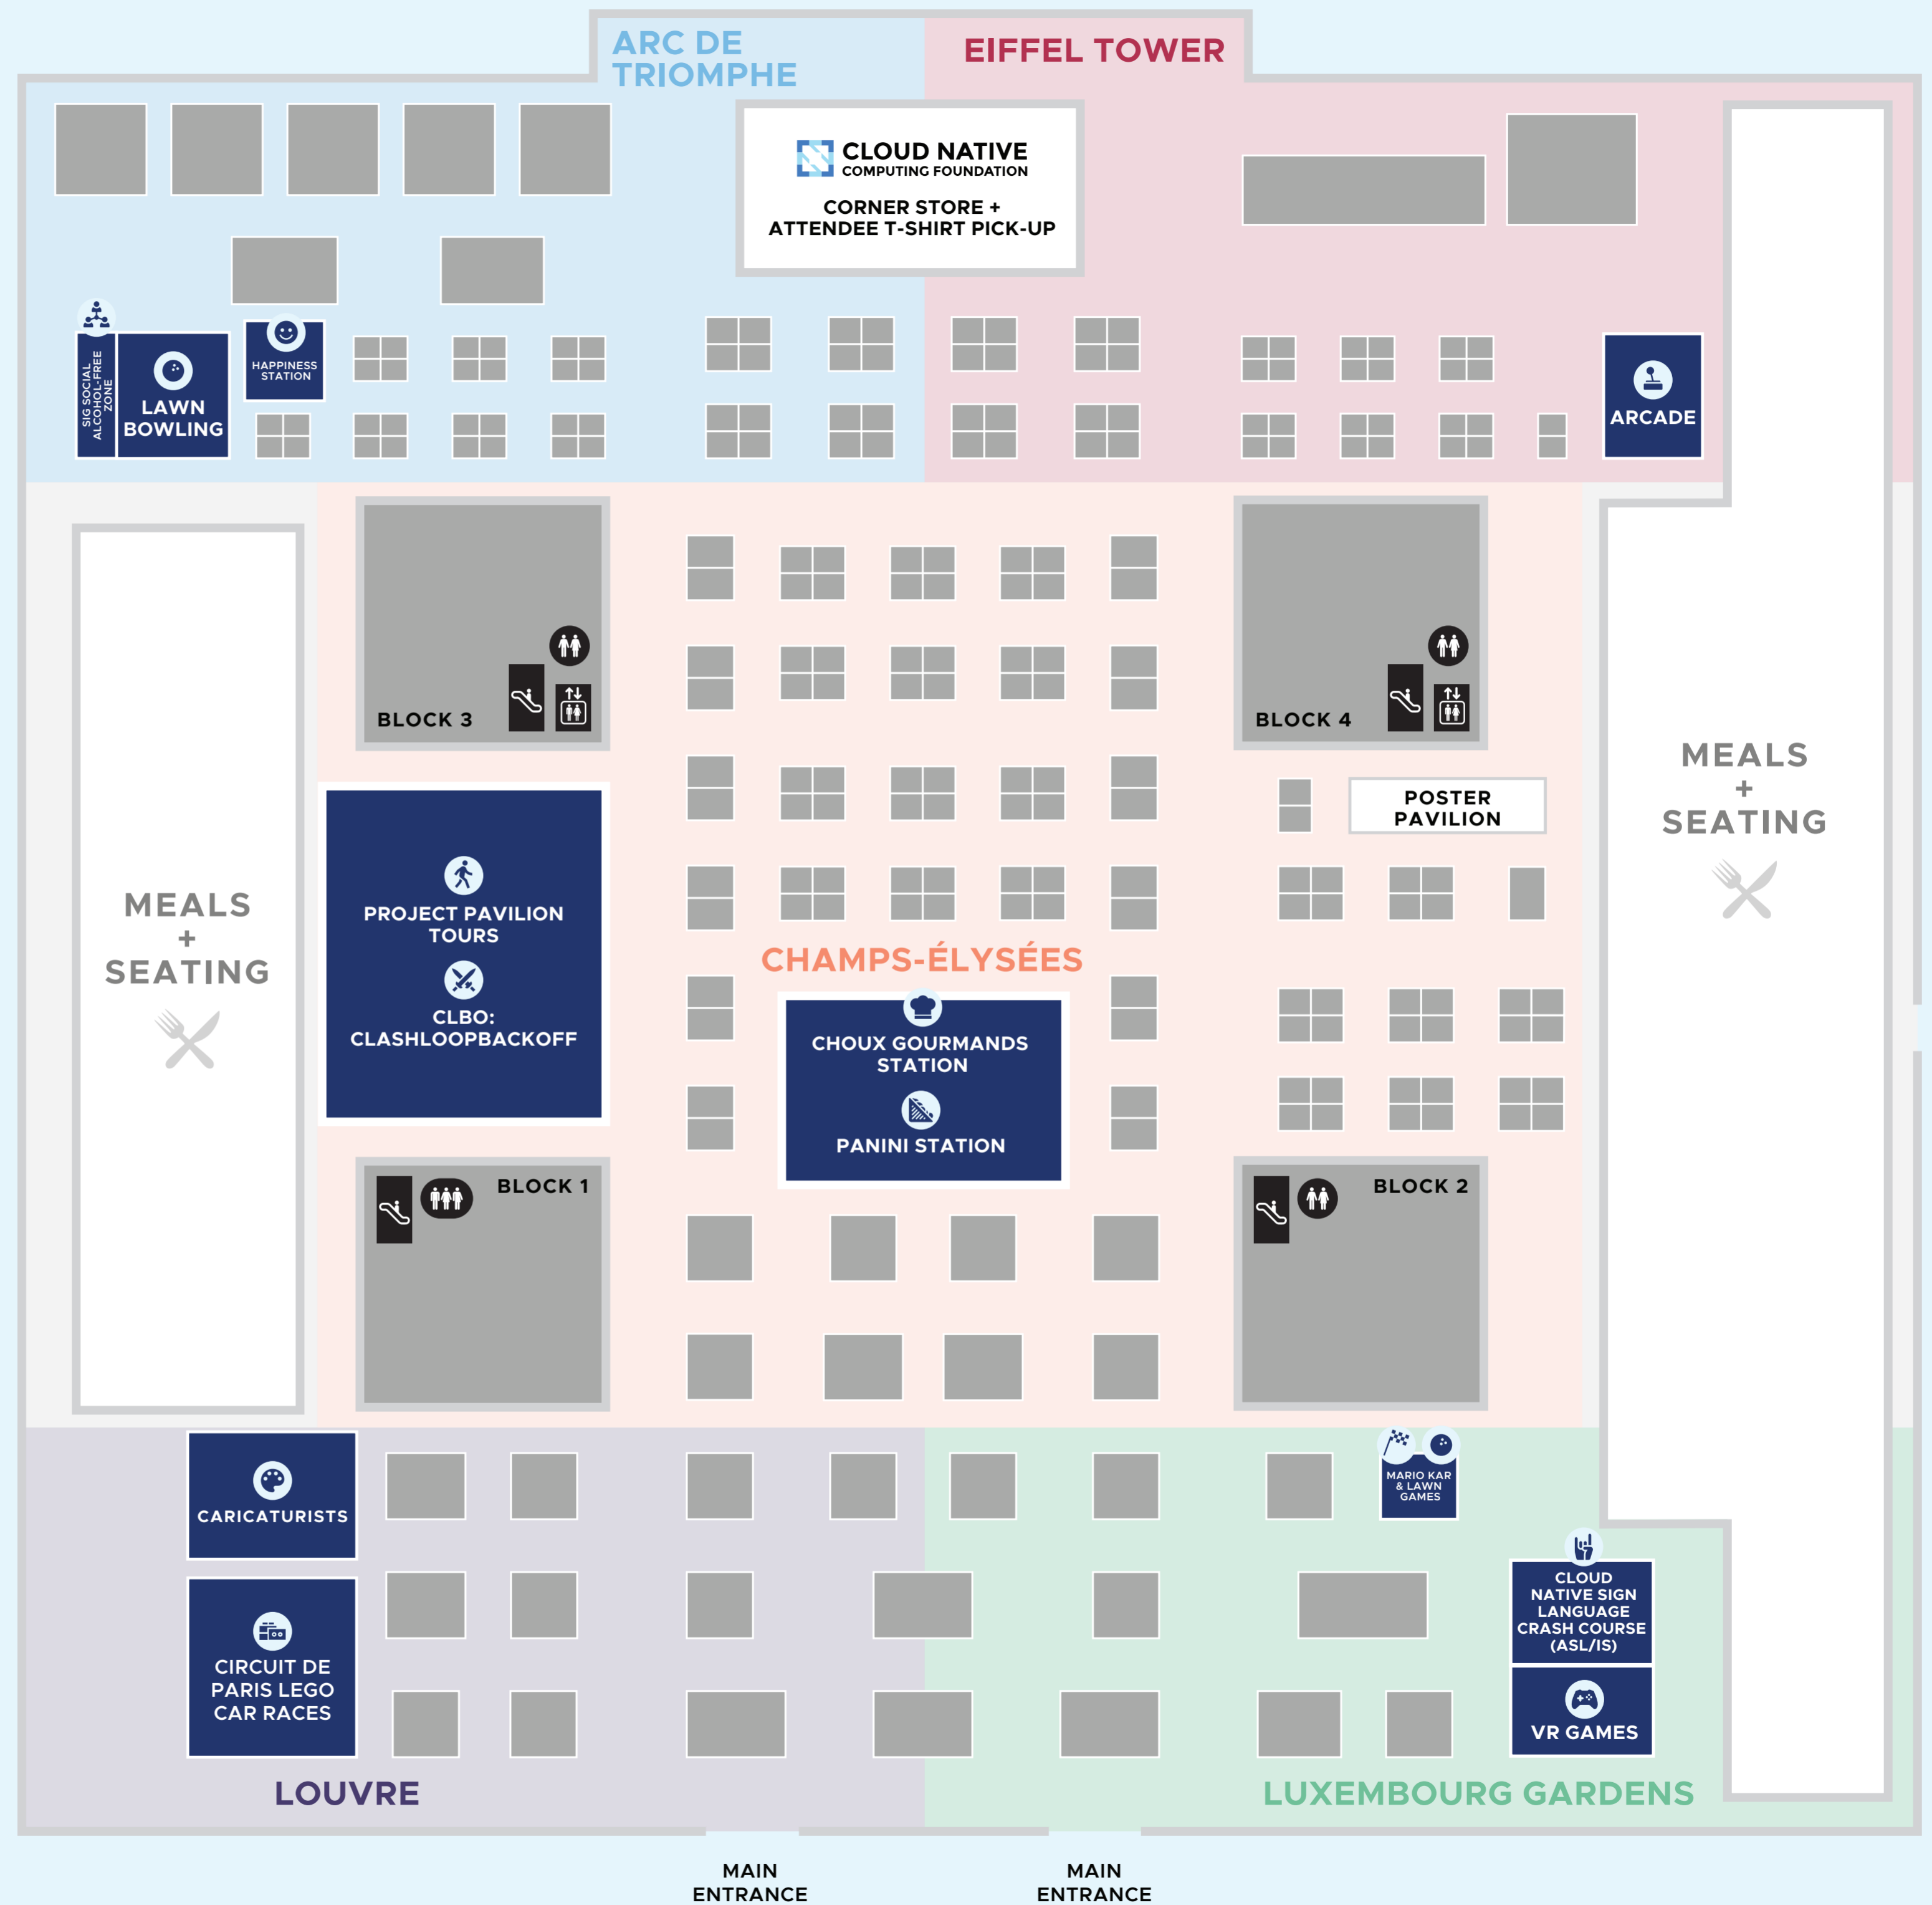 ARC DE
TRIOMPHE
EIFFEL TOWER
CLOUD NATIVE
COMPUTING FOUNDATION
CORNER STORE +
ATTENDEE T-SHIRT PICK-UP
SIG SOCIAL
ALCOHOL-FREE
ZONE
LAWN
BOWLING
HAPPINESS
STATION
ARCADE
BLOCK 3
BLOCK 4
MEALS
+
SEATING
POSTER
PAVILION
MEALS
+
SEATING
PROJECT PAVILION
TOURS
CLBO:
CLASHLOOPBACKOFF
CHAMPS-ÉLYSÉES
CHOUX GOURMANDS
STATION
PANINI STATION
BLOCK 1
BLOCK 2
CARICATURISTS
MARIO KAR
& LAWN
GAMES
CIRCUIT DE
PARIS LEGO
CAR RACES
CLOUD
NATIVE SIGN
LANGUAGE
CRASH COURSE
(ASL/IS)
VR GAMES
LOUVRE
LUXEMBOURG GARDENS
MAIN
ENTRANCE
MAIN
ENTRANCE